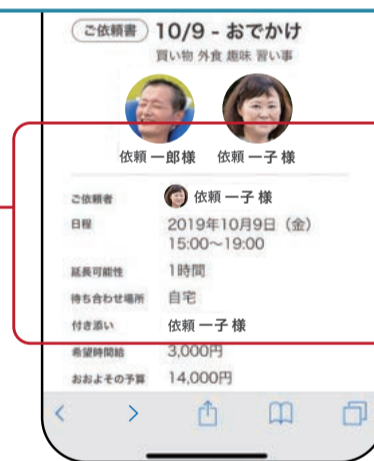 ご依頼書 10/9 - おでかけ
買い物 外食 趣味 習い事
依頼 一郎 様 依頼 一子 様
ご依頼者 依頼 一子 様
日程 2019年10月9日（金）
15:00〜19:00
延長可能性 1時間
待ち合わせ場所 自宅
付き添い 依頼 一子 様
希望時間給 3,000円
おおよその予算 14,000円